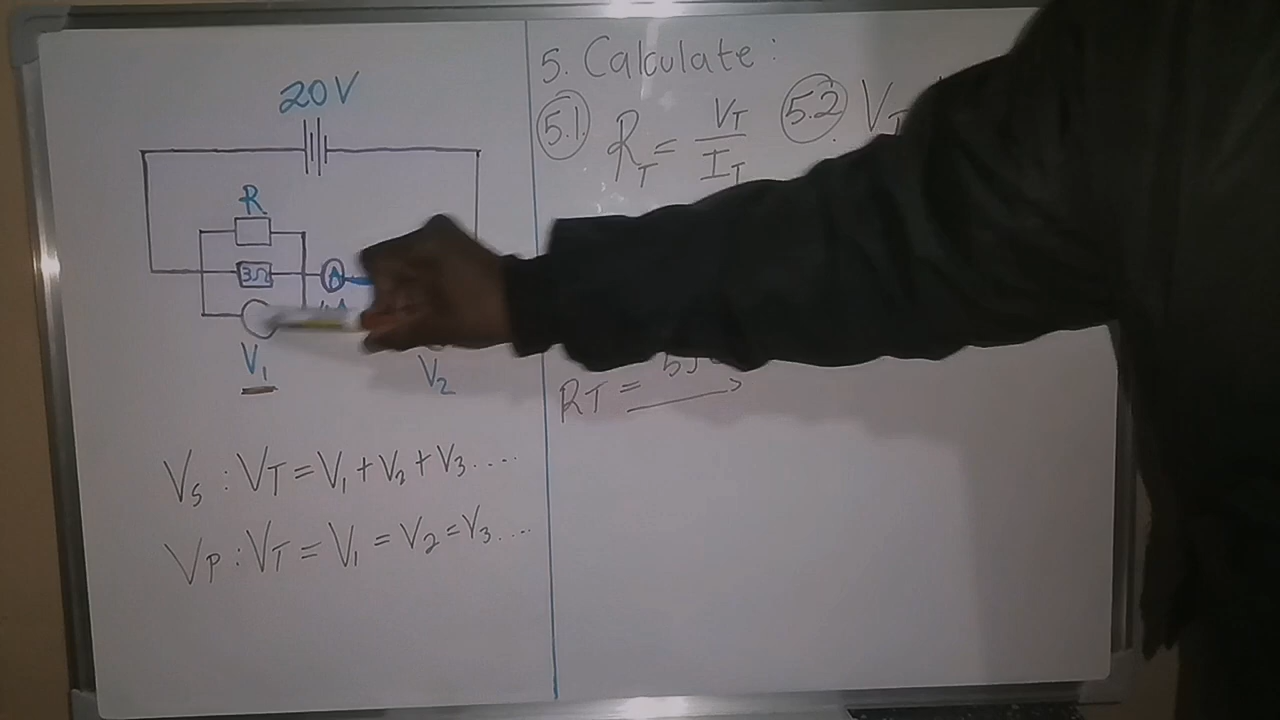 20V
R
3Ω
A
V1
V2
Vs : VT = V1 + V2 + V3 ....
VP : VT = V1 = V2 = V3 ....
5. Calculate :
5.1 RT = VT / IT
5.2 VT
RT =